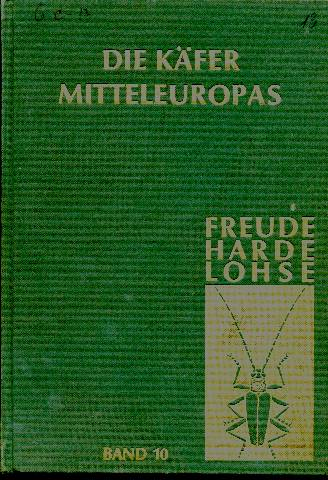 DIE KÄFER
MITTELEUROPAS
FREUDE
HARDE
LOHSE
BAND 10